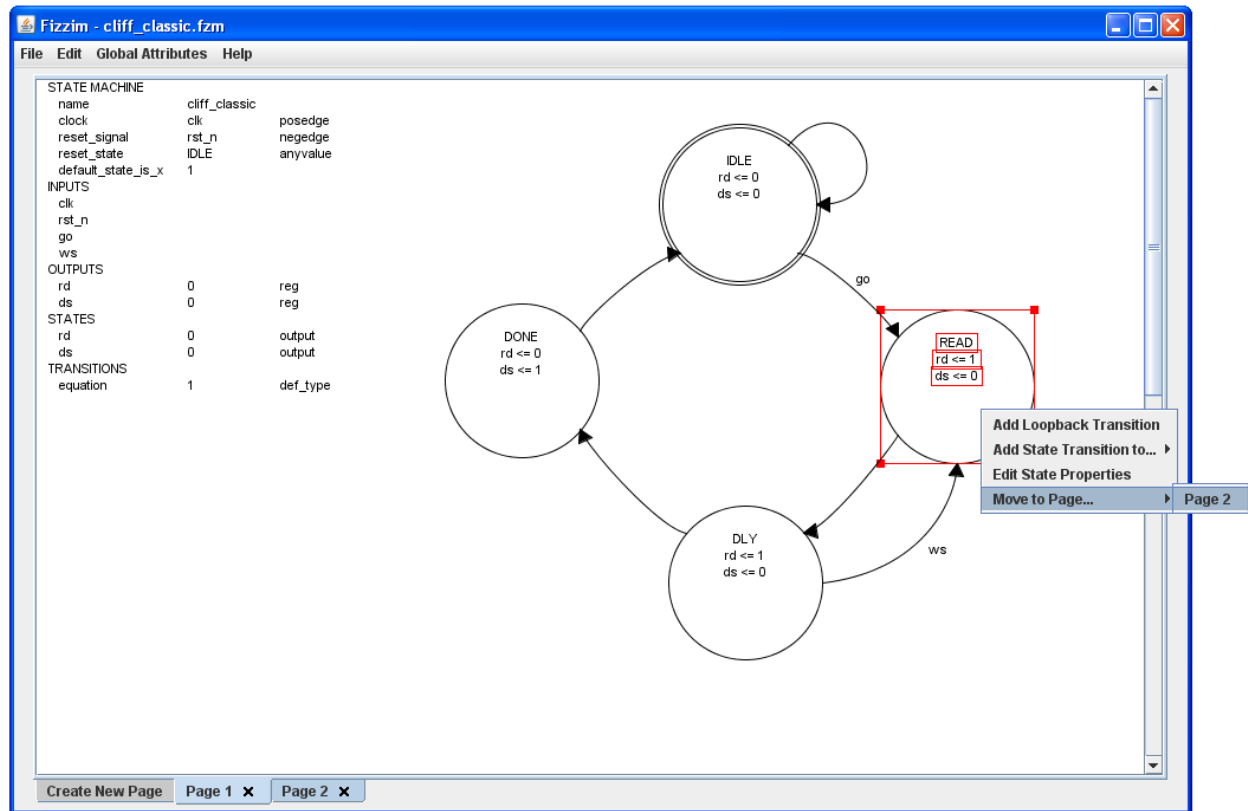 Fizzim - cliff_classic.fzm
File Edit Global Attributes Help
STATE MACHINE
name cliff_classic
clock clk posedge
reset_signal rst_n negedge
reset_state IDLE anyvalue
default_state_is_x 1
INPUTS
clk
rst_n
go
ws
OUTPUTS
rd 0 reg
ds 0 reg
STATES
rd 0 output
ds 0 output
TRANSITIONS
equation 1 def_type
IDLE
rd <= 0
ds <= 0
go
DONE
rd <= 0
ds <= 1
READ
rd <= 1
ds <= 0
DLY
rd <= 1
ds <= 0
ws
Add Loopback Transition
Add State Transition to...
Edit State Properties
Move to Page... Page 2
Create New Page Page 1 Page 2